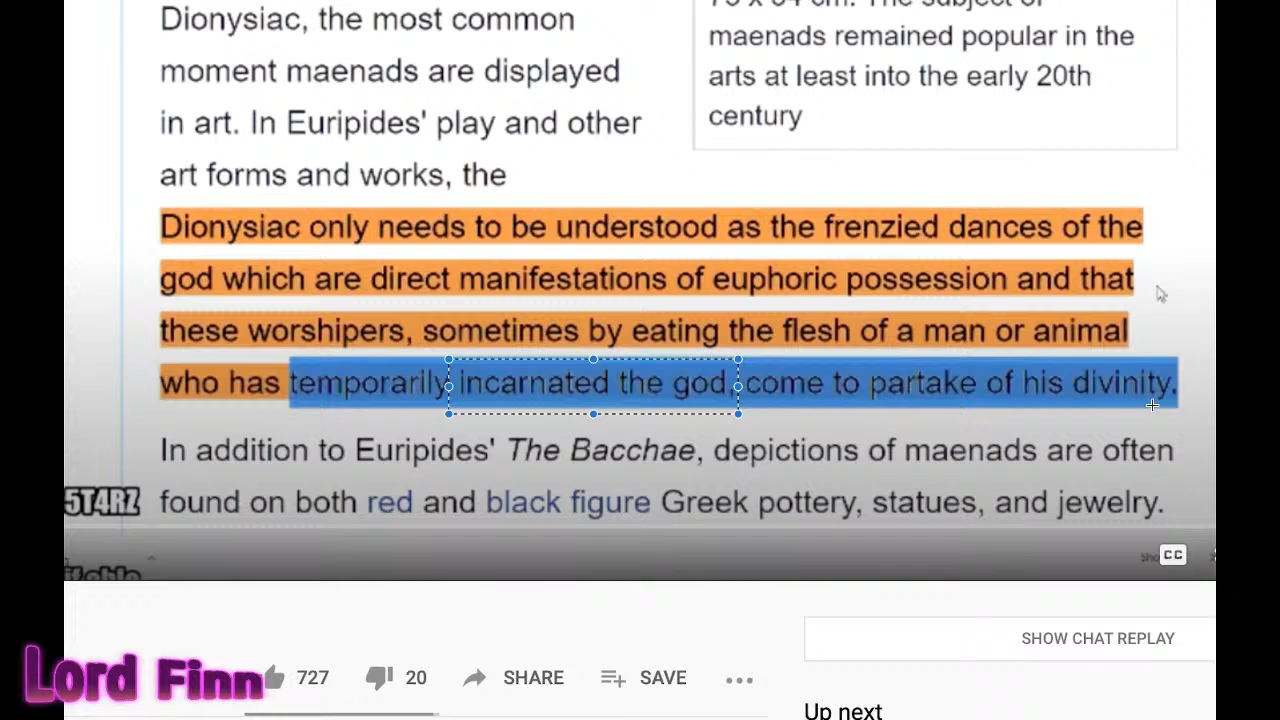 Dionysiac, the most common
moment maenads are displayed
in art. In Euripides' play and other
art forms and works, the
maenads remained popular in the
arts at least into the early 20th
century
Dionysiac only needs to be understood as the frenzied dances of the
god which are direct manifestations of euphoric possession and that
these worshipers, sometimes by eating the flesh of a man or animal
who has temporarily incarnated the god, come to partake of his divinity.
In addition to Euripides' The Bacchae, depictions of maenads are often
found on both red and black figure Greek pottery, statues, and jewelry.
5T4RZ
CC
SHOW CHAT REPLAY
Lord Finn
727
20
SHARE
SAVE
Up next